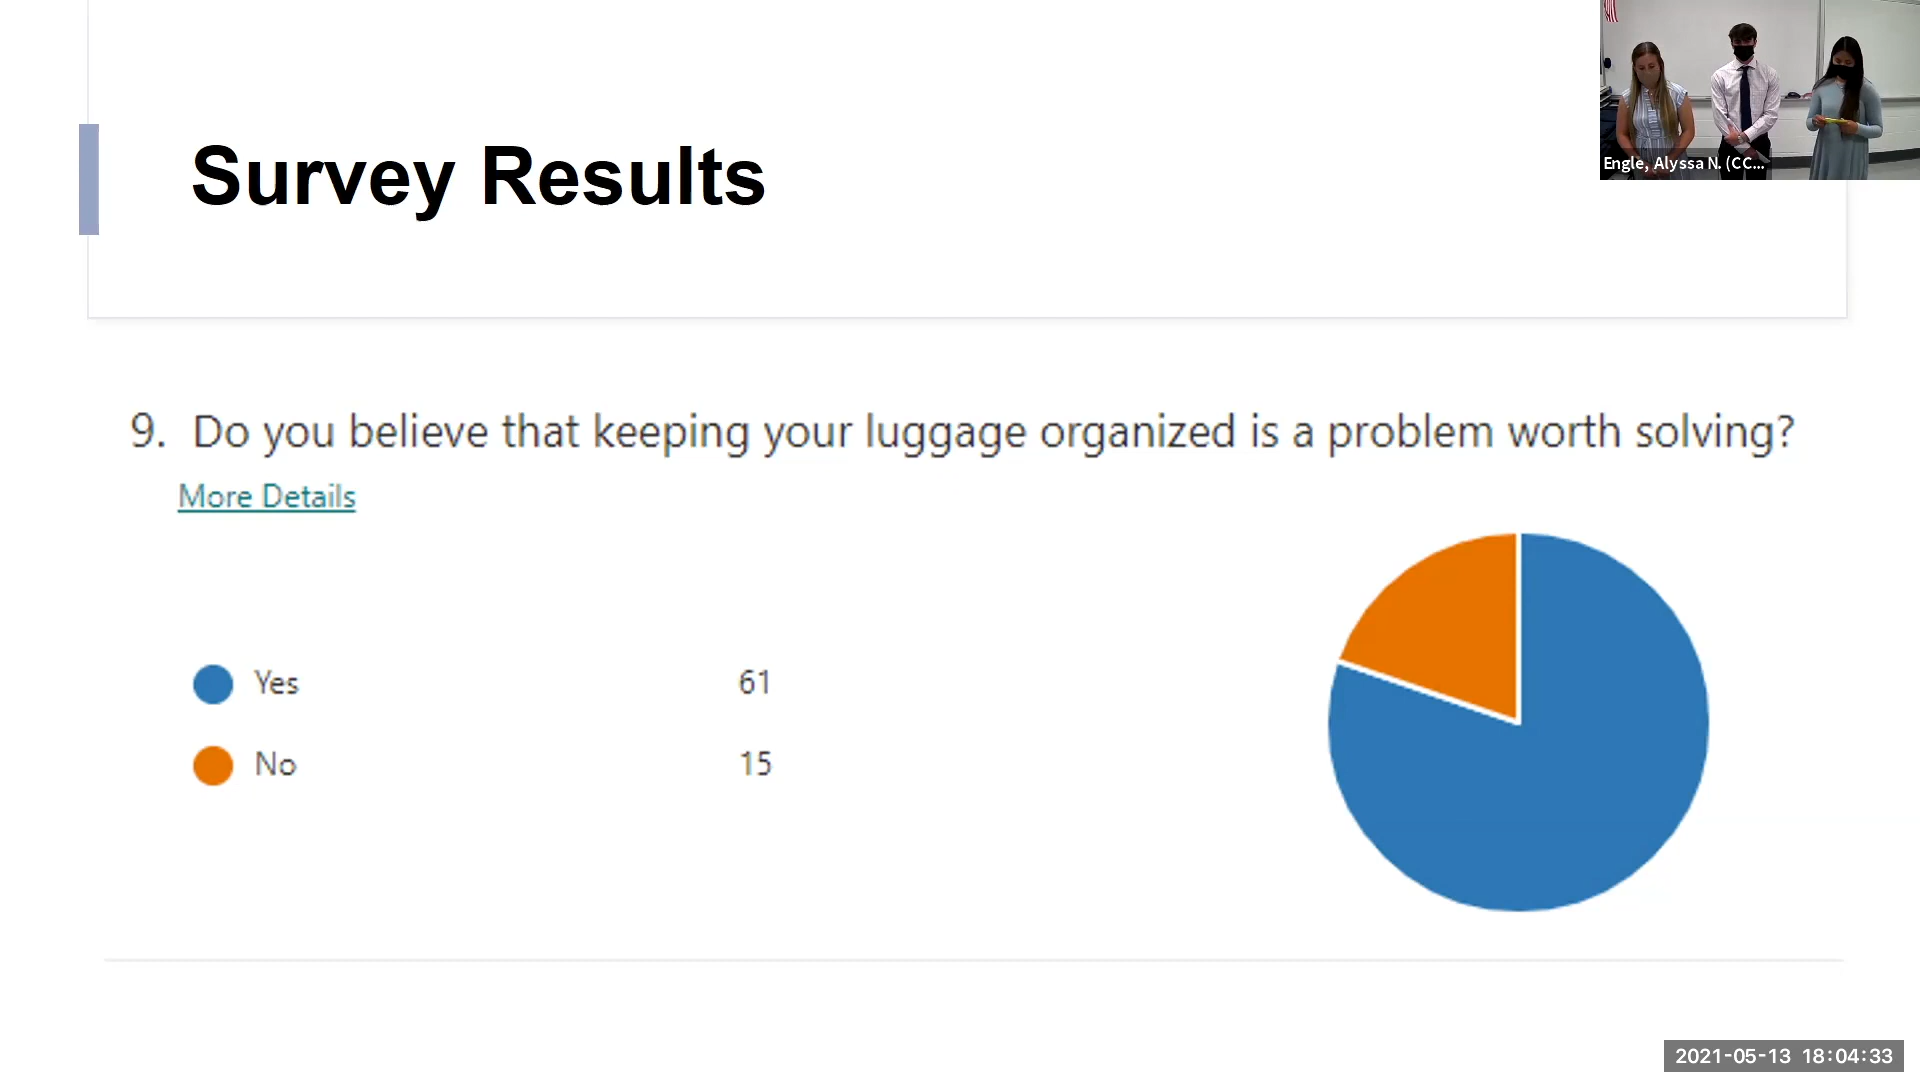 Engle, Alyssa N. (CC...
Survey Results
9. Do you believe that keeping your luggage organized is a problem worth solving?
More Details
Yes 61
No 15
2021-05-13 18:04:33